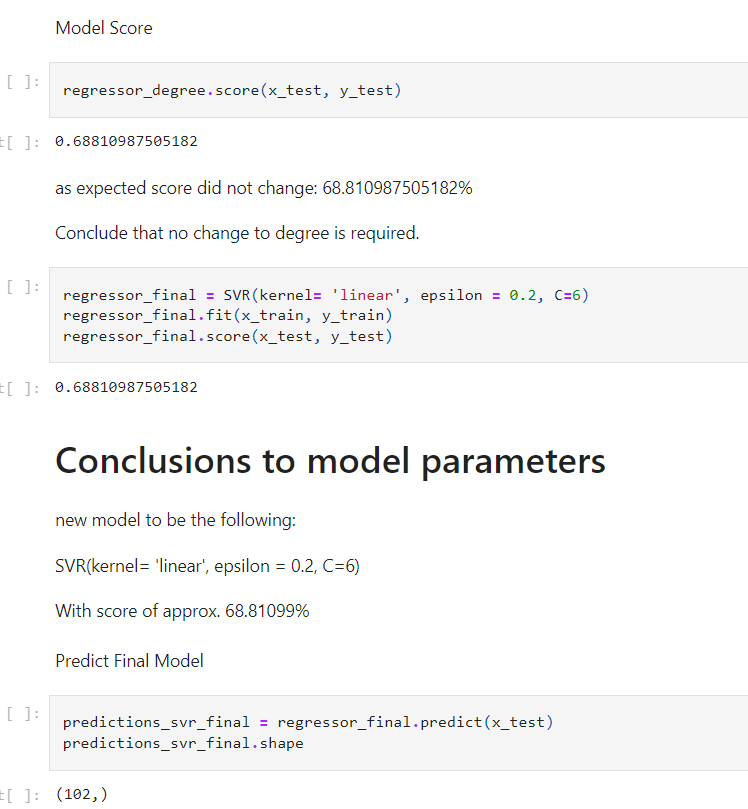 Model Score
[ ]:
regressor_degree.score(x_test, y_test)
t[ ]:
0.68810987505182
as expected score did not change: 68.810987505182%
Conclude that no change to degree is required.
[ ]:
regressor_final = SVR(kernel= 'linear', epsilon = 0.2, C=6)
regressor_final.fit(x_train, y_train)
regressor_final.score(x_test, y_test)
t[ ]:
0.68810987505182
Conclusions to model parameters
new model to be the following:
SVR(kernel= 'linear', epsilon = 0.2, C=6)
With score of approx. 68.81099%
Predict Final Model
[ ]:
predictions_svr_final = regressor_final.predict(x_test)
predictions_svr_final.shape
t[ ]:
(102,)